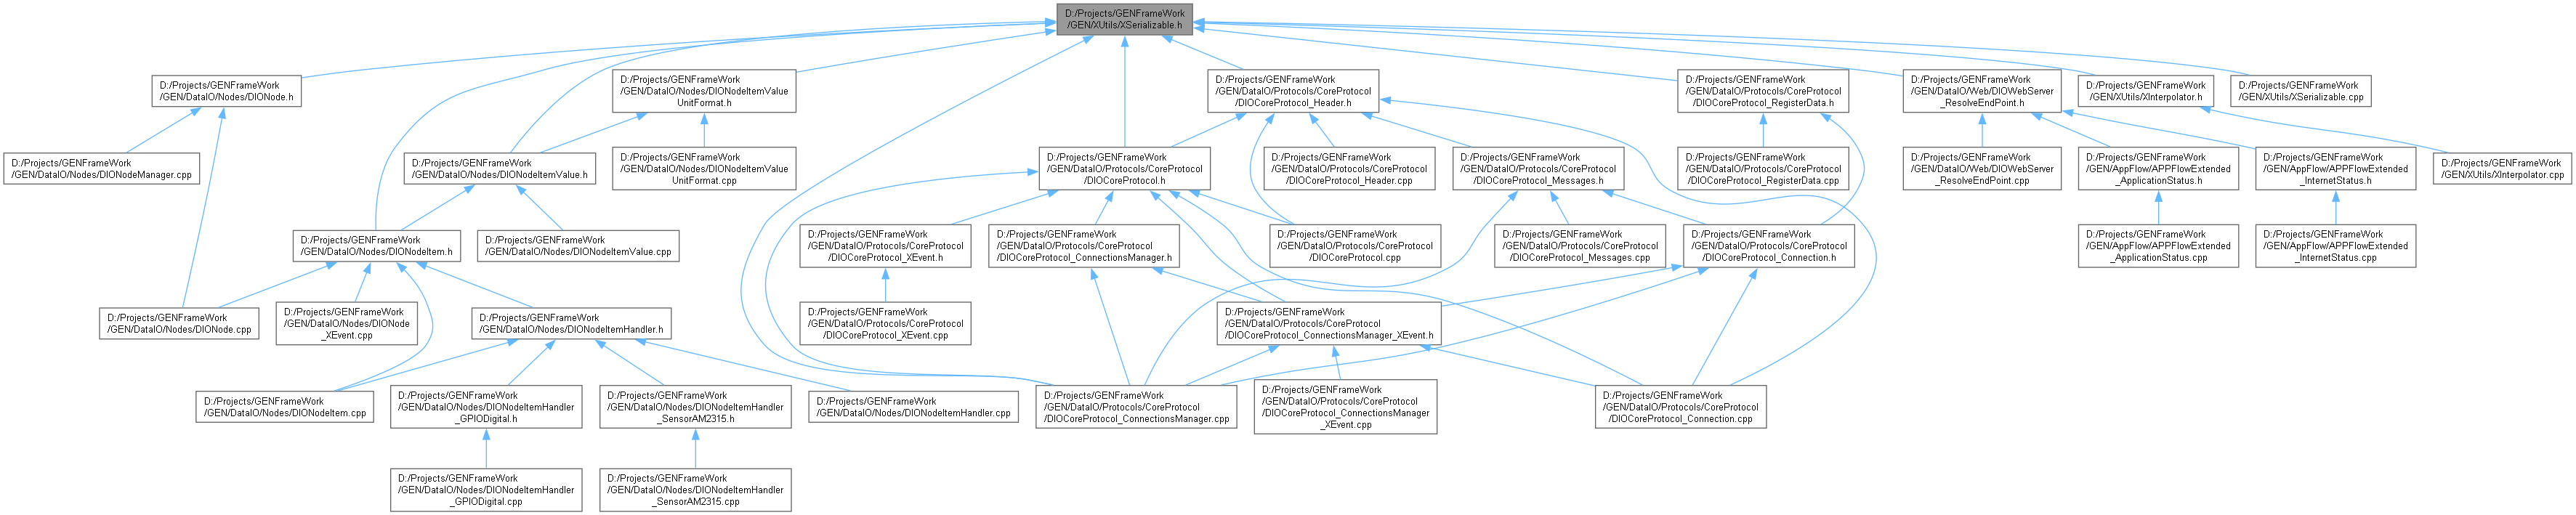 D:/Projects/GENFrameWork
/GEN/XUtils/XSerializable.h
D:/Projects/GENFrameWork
/GEN/DataIO/Nodes/DIONode.h
D:/Projects/GENFrameWork
/GEN/DataIO/Nodes/DIONodeItemValue
UnitFormat.h
D:/Projects/GENFrameWork
/GEN/DataIO/Protocols/CoreProtocol
/DIOCoreProtocol_Header.h
D:/Projects/GENFrameWork
/GEN/DataIO/Protocols/CoreProtocol
/DIOCoreProtocol_RegisterData.h
D:/Projects/GENFrameWork
/GEN/DataIO/Web/DIOWebServer
_ResolveEndPoint.h
D:/Projects/GENFrameWork
/GEN/XUtils/XInterpolator.h
D:/Projects/GENFrameWork
/GEN/XUtils/XSerializable.cpp
D:/Projects/GENFrameWork
/GEN/DataIO/Nodes/DIONodeManager.cpp
D:/Projects/GENFrameWork
/GEN/DataIO/Nodes/DIONodeItemValue.h
D:/Projects/GENFrameWork
/GEN/DataIO/Nodes/DIONodeItemValue
UnitFormat.cpp
D:/Projects/GENFrameWork
/GEN/DataIO/Protocols/CoreProtocol
/DIOCoreProtocol.h
D:/Projects/GENFrameWork
/GEN/DataIO/Protocols/CoreProtocol
/DIOCoreProtocol_Header.cpp
D:/Projects/GENFrameWork
/GEN/DataIO/Protocols/CoreProtocol
/DIOCoreProtocol_Messages.h
D:/Projects/GENFrameWork
/GEN/DataIO/Protocols/CoreProtocol
/DIOCoreProtocol_RegisterData.cpp
D:/Projects/GENFrameWork
/GEN/DataIO/Web/DIOWebServer
_ResolveEndPoint.cpp
D:/Projects/GENFrameWork
/GEN/AppFlow/APPFlowExtended
_ApplicationStatus.h
D:/Projects/GENFrameWork
/GEN/AppFlow/APPFlowExtended
_InternetStatus.h
D:/Projects/GENFrameWork
/GEN/XUtils/XInterpolator.cpp
D:/Projects/GENFrameWork
/GEN/DataIO/Nodes/DIONodeItem.h
D:/Projects/GENFrameWork
/GEN/DataIO/Nodes/DIONodeItemValue.cpp
D:/Projects/GENFrameWork
/GEN/DataIO/Protocols/CoreProtocol
/DIOCoreProtocol_XEvent.h
D:/Projects/GENFrameWork
/GEN/DataIO/Protocols/CoreProtocol
/DIOCoreProtocol_ConnectionsManager.h
D:/Projects/GENFrameWork
/GEN/DataIO/Protocols/CoreProtocol
/DIOCoreProtocol.cpp
D:/Projects/GENFrameWork
/GEN/DataIO/Protocols/CoreProtocol
/DIOCoreProtocol_Messages.cpp
D:/Projects/GENFrameWork
/GEN/DataIO/Protocols/CoreProtocol
/DIOCoreProtocol_Connection.h
D:/Projects/GENFrameWork
/GEN/AppFlow/APPFlowExtended
_ApplicationStatus.cpp
D:/Projects/GENFrameWork
/GEN/AppFlow/APPFlowExtended
_InternetStatus.cpp
D:/Projects/GENFrameWork
/GEN/DataIO/Nodes/DIONode.cpp
D:/Projects/GENFrameWork
/GEN/DataIO/Nodes/DIONode
_XEvent.cpp
D:/Projects/GENFrameWork
/GEN/DataIO/Nodes/DIONodeItemHandler.h
D:/Projects/GENFrameWork
/GEN/DataIO/Protocols/CoreProtocol
/DIOCoreProtocol_XEvent.cpp
D:/Projects/GENFrameWork
/GEN/DataIO/Protocols/CoreProtocol
/DIOCoreProtocol_ConnectionsManager_XEvent.h
D:/Projects/GENFrameWork
/GEN/DataIO/Nodes/DIONodeItem.cpp
D:/Projects/GENFrameWork
/GEN/DataIO/Nodes/DIONodeItemHandler
_GPIODigital.h
D:/Projects/GENFrameWork
/GEN/DataIO/Nodes/DIONodeItemHandler
_SensorAM2315.h
D:/Projects/GENFrameWork
/GEN/DataIO/Nodes/DIONodeItemHandler.cpp
D:/Projects/GENFrameWork
/GEN/DataIO/Protocols/CoreProtocol
/DIOCoreProtocol_ConnectionsManager.cpp
D:/Projects/GENFrameWork
/GEN/DataIO/Protocols/CoreProtocol
/DIOCoreProtocol_ConnectionsManager
_XEvent.cpp
D:/Projects/GENFrameWork
/GEN/DataIO/Protocols/CoreProtocol
/DIOCoreProtocol_Connection.cpp
D:/Projects/GENFrameWork
/GEN/DataIO/Nodes/DIONodeItemHandler
_GPIODigital.cpp
D:/Projects/GENFrameWork
/GEN/DataIO/Nodes/DIONodeItemHandler
_SensorAM2315.cpp